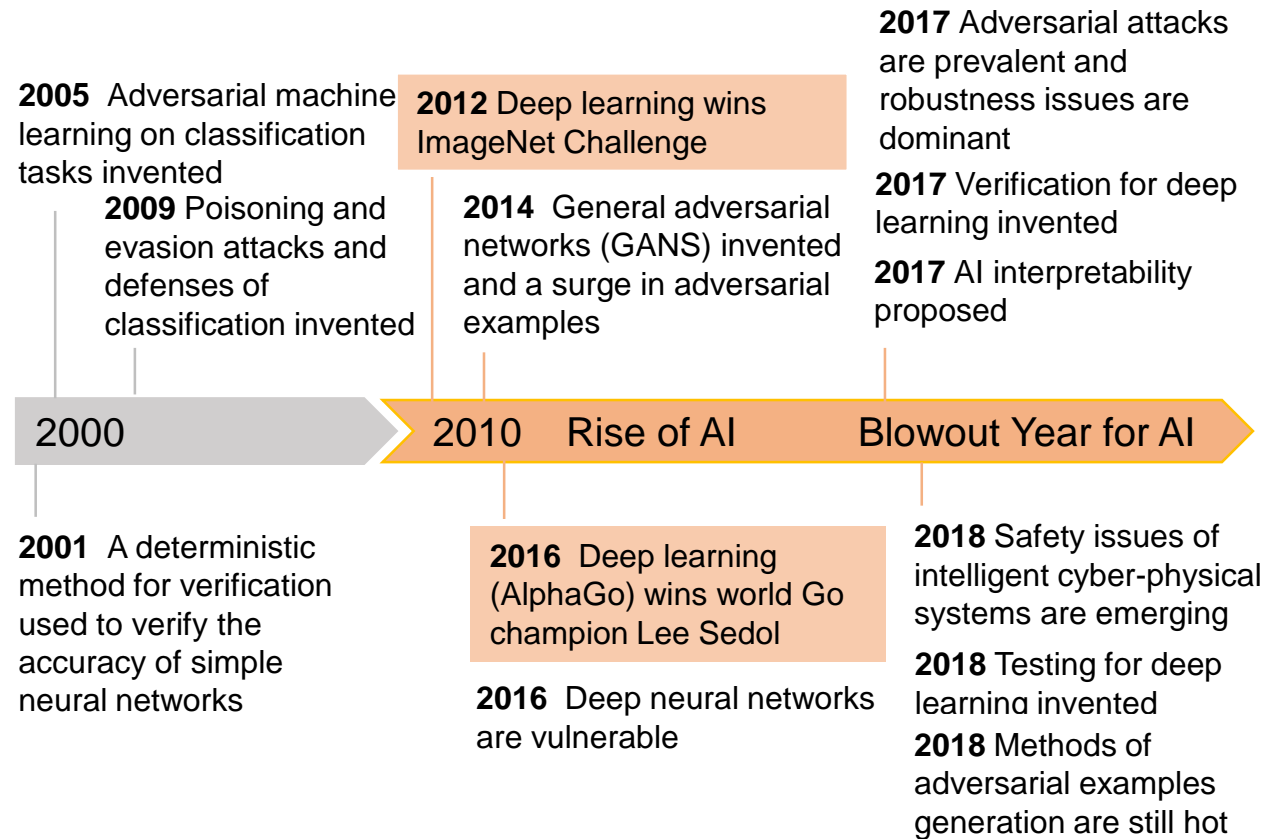 2005 Adversarial machine
learning on classification
tasks invented
2009 Poisoning and
evasion attacks and
defenses of
classification invented
2012 Deep learning wins
ImageNet Challenge
2014 General adversarial
networks (GANS) invented
and a surge in adversarial
examples
2017 Adversarial attacks
are prevalent and
robustness issues are
dominant
2017 Verification for deep
learning invented
2017 AI interpretability
proposed
2000
2010 Rise of AI Blowout Year for AI
2001 A deterministic
method for verification
used to verify the
accuracy of simple
neural networks
2016 Deep learning
(AlphaGo) wins world Go
champion Lee Sedol
2016 Deep neural networks
are vulnerable
2018 Safety issues of
intelligent cyber-physical
systems are emerging
2018 Testing for deep
learning invented
2018 Methods of
adversarial examples
generation are still hot